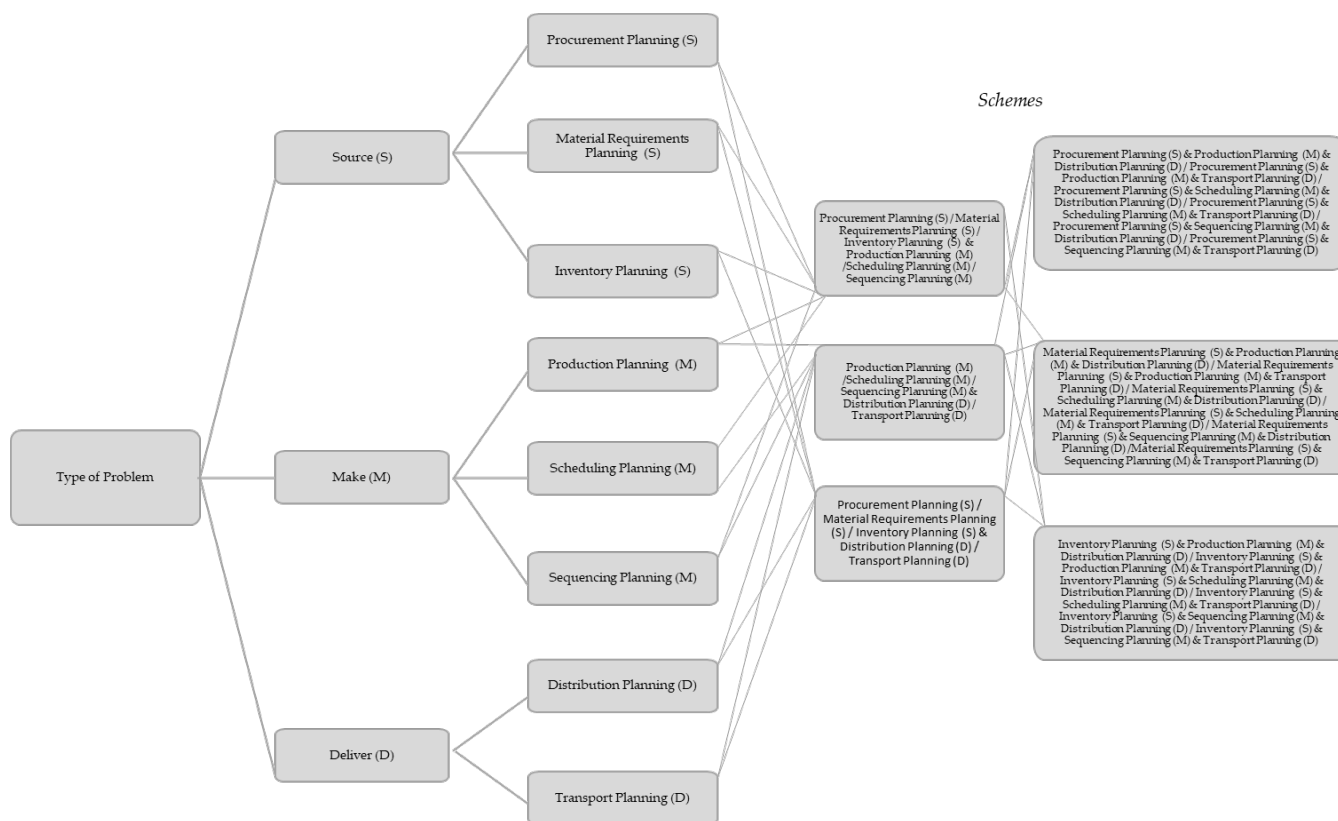 Schemes
Type of Problem
Source (S)
Make (M)
Deliver (D)
Procurement Planning (S)
Material Requirements
Planning (S)
Inventory Planning (S)
Production Planning (M)
Scheduling Planning (M)
Sequencing Planning (M)
Distribution Planning (D)
Transport Planning (D)
Procurement Planning (S) / Material
Requirements Planning (S) /
Inventory Planning (S) &
Production Planning (M)
/Scheduling Planning (M) /
Sequencing Planning (M)
Production Planning (M)
/Scheduling Planning (M) /
Sequencing Planning (M) &
Distribution Planning (D) /
Transport Planning (D)
Procurement Planning (S) /
Material Requirements Planning
(S) / Inventory Planning (S) &
Distribution Planning (D) /
Transport Planning (D)
Procurement Planning (S) & Production Planning (M) &
Distribution Planning (D) / Procurement Planning (S) &
Production Planning (M) & Transport Planning (D) /
Procurement Planning (S) & Scheduling Planning (M) &
Distribution Planning (D) / Procurement Planning (S) &
Scheduling Planning (M) & Transport Planning (D) /
Procurement Planning (S) & Sequencing Planning (M) &
Distribution Planning (D) / Procurement Planning (S) &
Sequencing Planning (M) & Transport Planning (D)
Material Requirements Planning (S) & Production Planning
(M) & Distribution Planning (D) / Material Requirements
Planning (S) & Production Planning (M) & Transport
Planning (D) / Material Requirements Planning (S) &
Scheduling Planning (M) & Distribution Planning (D) /
Material Requirements Planning (S) & Scheduling Planning
(M) & Transport Planning (D) / Material Requirements
Planning (S) & Sequencing Planning (M) & Distribution
Planning (D) /Material Requirements Planning (S) &
Sequencing Planning (M) & Transport Planning (D)
Inventory Planning (S) & Production Planning (M) &
Distribution Planning (D) / Inventory Planning (S) &
Production Planning (M) & Transport Planning (D) /
Inventory Planning (S) & Scheduling Planning (M) &
Distribution Planning (D) / Inventory Planning (S) &
Scheduling Planning (M) & Transport Planning (D) /
Inventory Planning (S) & Sequencing Planning (M) &
Distribution Planning (D) / Inventory Planning (S) &
Sequencing Planning (M) & Transport Planning (D)